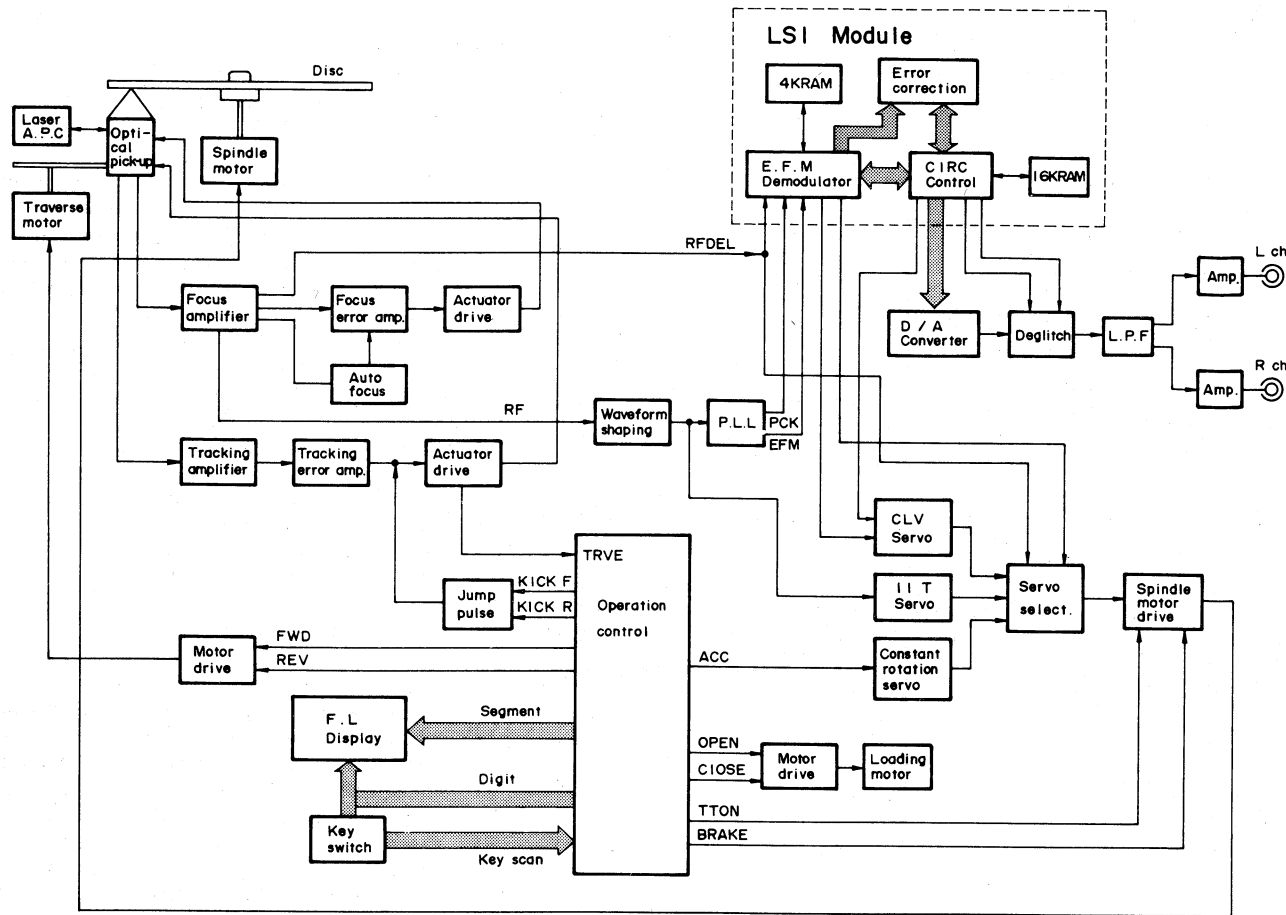 LSI Module
Disc
4KRAM
Error
correction
Laser
A.P.C
Opti-
cal
pick-up
Spindle
motor
E.F.M
Demodulator
CIRC
Control
16KRAM
Traverse
motor
RFDEL
L ch
Amp.
Focus
amplifier
Focus
error amp.
Actuator
drive
D / A
Converter
Deglitch
L.P.F
R ch
Amp.
Auto
focus
RF
Waveform
shaping
P.L.L
PCK
EFM
Tracking
amplifier
Tracking
error amp.
Actuator
drive
CLV
Servo
TRVE
KICK F
KICK R
Jump
pulse
Operation
control
11 T
Servo
Servo
select.
Spindle
motor
drive
FWD
REV
Motor
drive
ACC
Constant
rotation
servo
F.L
Display
Segment
OPEN
CIOSE
Motor
drive
Loading
motor
Digit
TTON
BRAKE
Key
switch
Key scan